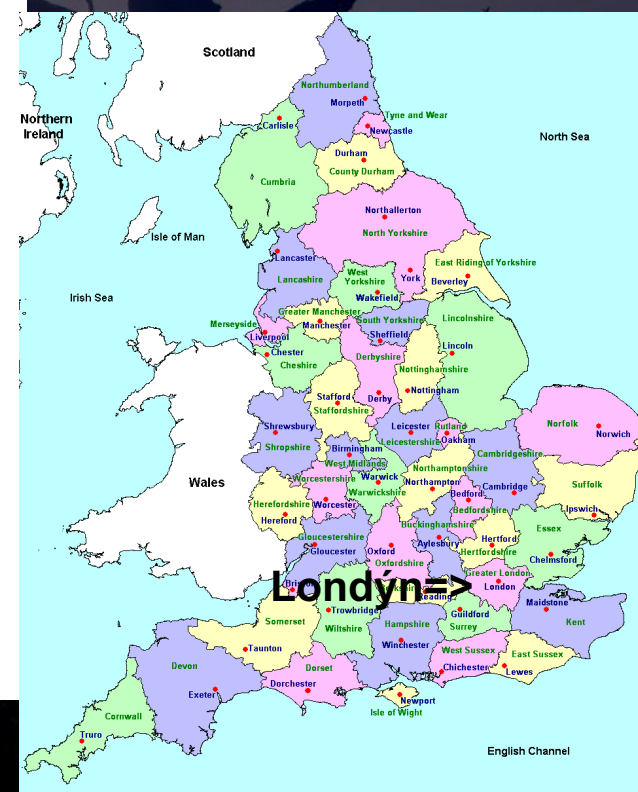 Scotland
Northumberland
Morpeth
Northern
Ireland
Tyne and Wear
Carlisle
Newcastle
North Sea
Durham
County Durham
Cumbria
Northallerton
North Yorkshire
Isle of Man
Lancaster
East Riding of Yorkshire
West
Yorkshire
York
Beverley
Lancashire
Irish Sea
Wakefield
Greater Manchester
Lincolnshire
Merseyside
Manchester
South Yorkshire
Liverpool
Sheffield
Chester
Lincoln
Derbyshire
Cheshire
Nottinghamshire
Stafford
Derby
Nottingham
Staffordshire
Shrewsbury
Leicester
Rutland
Norfolk
Norwich
Shropshire
Leicestershire
Oakham
Birmingham
Cambridgeshire
West Midlands
Northamptonshire
Wales
Worcestershire
Warwick
Northampton
Cambridge
Suffolk
Warwickshire
Bedford
Herefordshire
Worcester
Bedfordshire
Ipswich
Hereford
Buckinghamshire
Essex
Gloucestershire
Aylesbury
Hertford
Gloucester
Oxford
Hertfordshire
Chelmsford
Oxfordshire
Greater London
Londýn=>
London
Reading
Maidstone
Trowbridge
Guildford
Somerset
Hampshire
Surrey
Kent
Wiltshire
Winchester
Taunton
West Sussex
East Sussex
Devon
Dorset
Chichester
Lewes
Dorchester
Exeter
Newport
Cornwall
Isle of Wight
Truro
English Channel